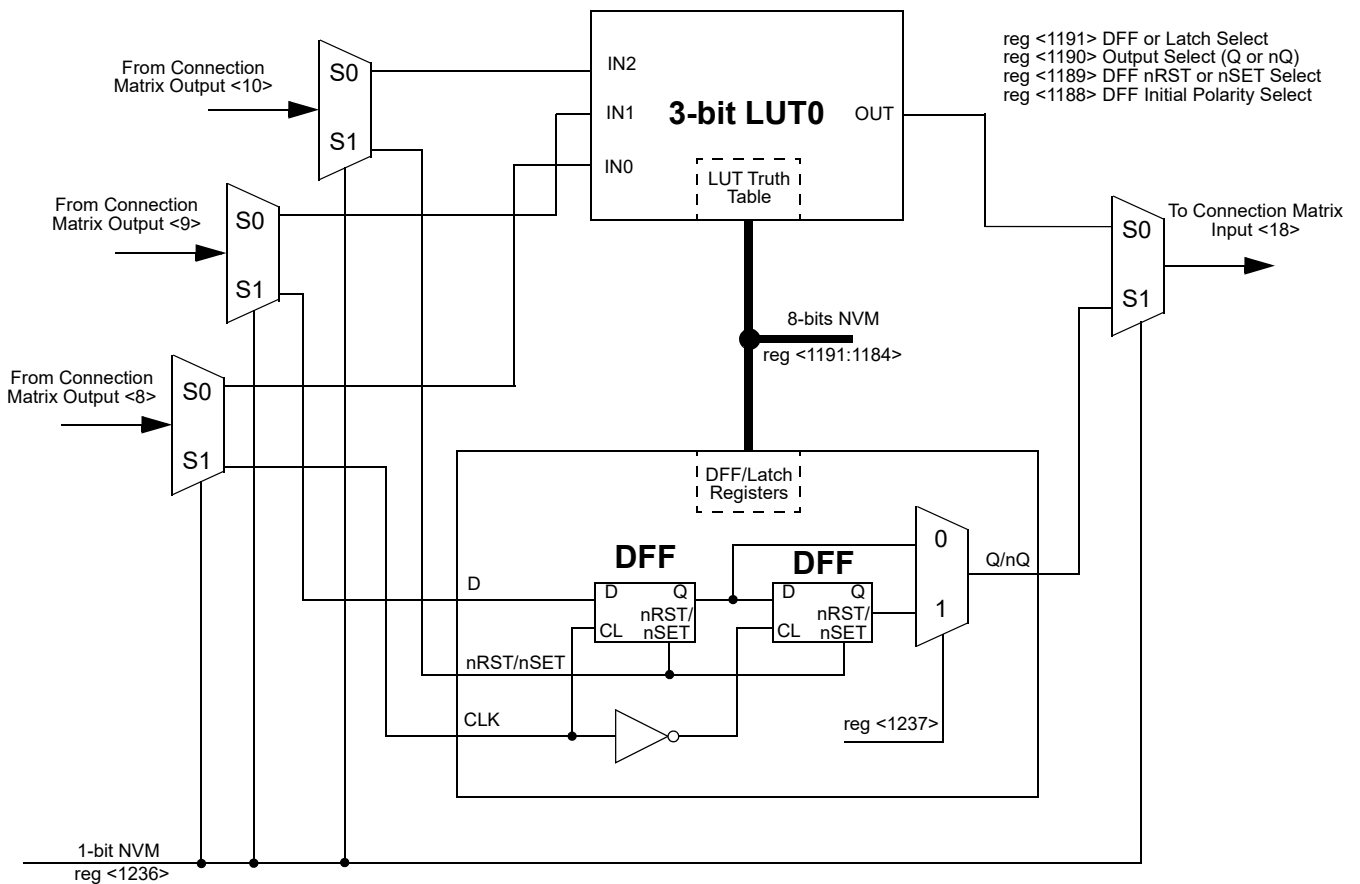 From Connection
Matrix Output <10>
S0
S1
IN2
IN1
IN0
3-bit LUT0
OUT
LUT Truth
Table
reg <1191> DFF or Latch Select
reg <1190> Output Select (Q or nQ)
reg <1189> DFF nRST or nSET Select
reg <1188> DFF Initial Polarity Select
From Connection
Matrix Output <9>
S0
S1
To Connection Matrix
Input <18>
S0
S1
8-bits NVM
reg <1191:1184>
From Connection
Matrix Output <8>
S0
S1
DFF/Latch
Registers
DFF
DFF
D
D
Q
nRST/
nSET
CL
D
Q
nRST/
nSET
CL
0
1
Q/nQ
nRST/nSET
CLK
reg <1237>
1-bit NVM
reg <1236>